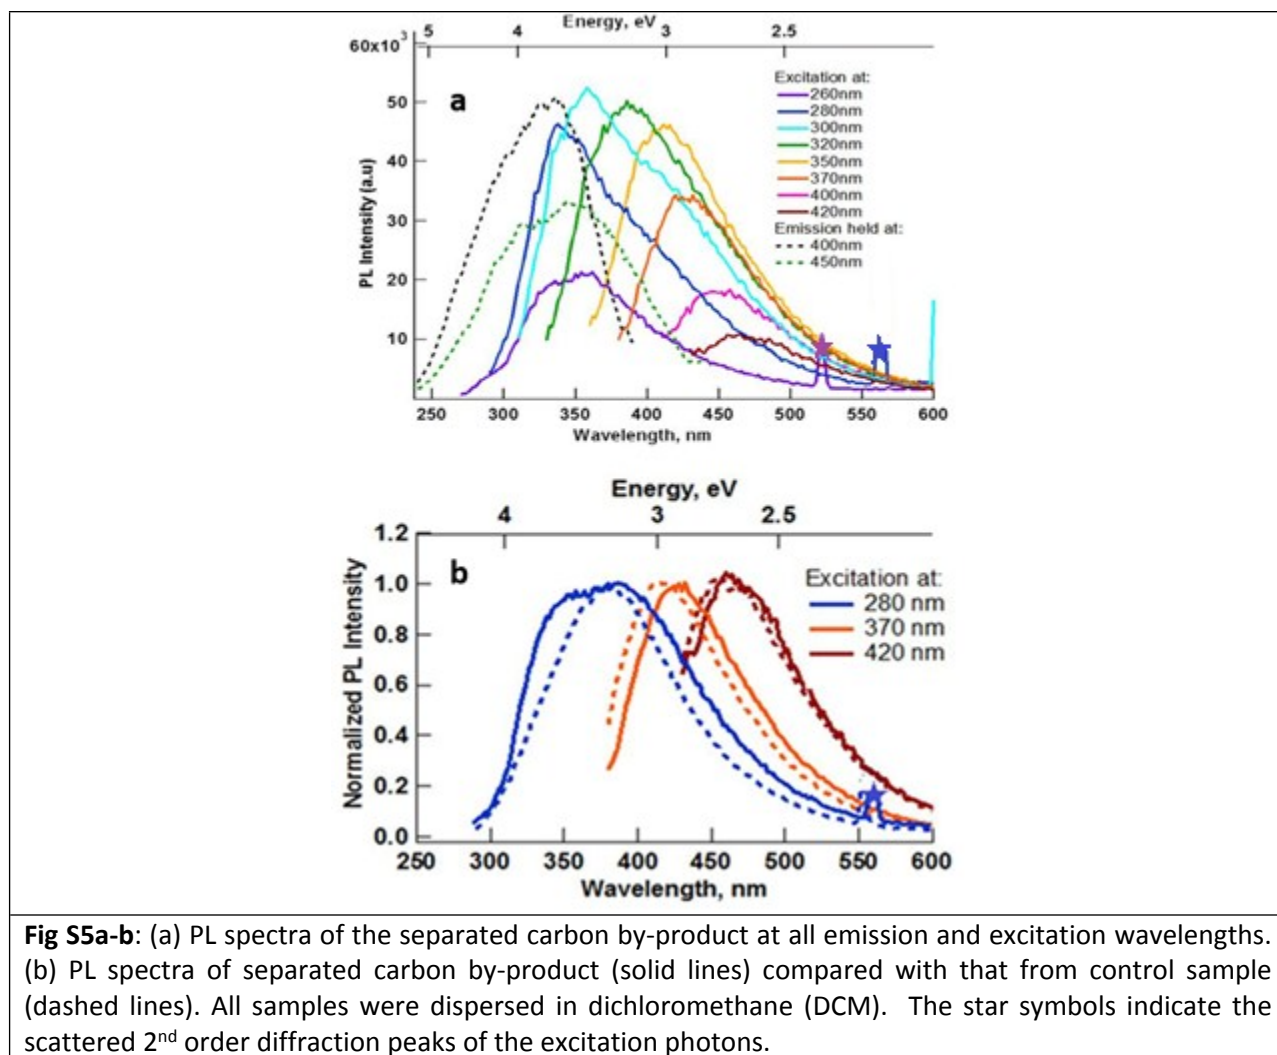 Energy, eV
5 4 3 2.5
60x10³
50
40
30
20
10
PL Intensity (a.u)
a
Excitation at:
260nm
280nm
300nm
320nm
350nm
370nm
400nm
420nm
Emission held at:
400nm
450nm
250 300 350 400 450 500 550 600
Wavelength, nm
Energy, eV
4 3 2.5
1.2
1.0
0.8
0.6
0.4
0.2
0.0
Normalized PL Intensity
b
Excitation at:
280 nm
370 nm
420 nm
250 300 350 400 450 500 550 600
Wavelength, nm
Fig S5a-b: (a) PL spectra of the separated carbon by-product at all emission and excitation wavelengths.
(b) PL spectra of separated carbon by-product (solid lines) compared with that from control sample
(dashed lines). All samples were dispersed in dichloromethane (DCM). The star symbols indicate the
scattered 2nd order diffraction peaks of the excitation photons.